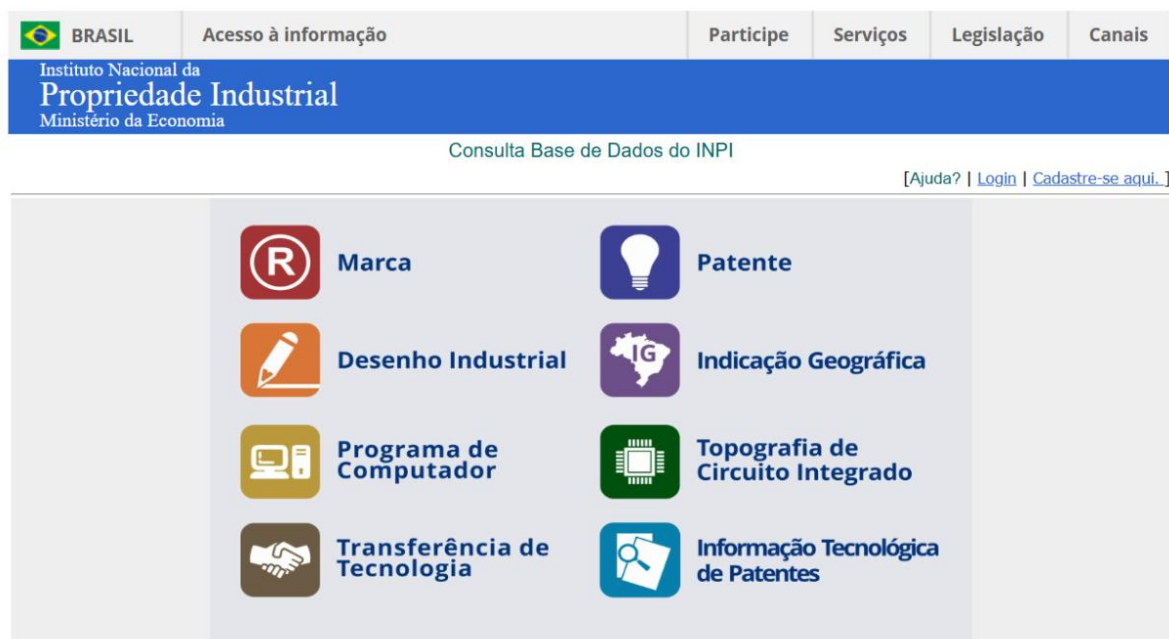 BRASIL
Acesso à informação
Participe
Serviços
Legislação
Canais
Instituto Nacional da
Propriedade Industrial
Ministério da Economia
Consulta Base de Dados do INPI
[Ajuda? | Login | Cadastre-se aqui. ]
R
Marca
Patente
Desenho Industrial
IG
Indicação Geográfica
Programa de
Computador
Topografia de
Circuito Integrado
Transferência de
Tecnologia
Informação Tecnológica
de Patentes